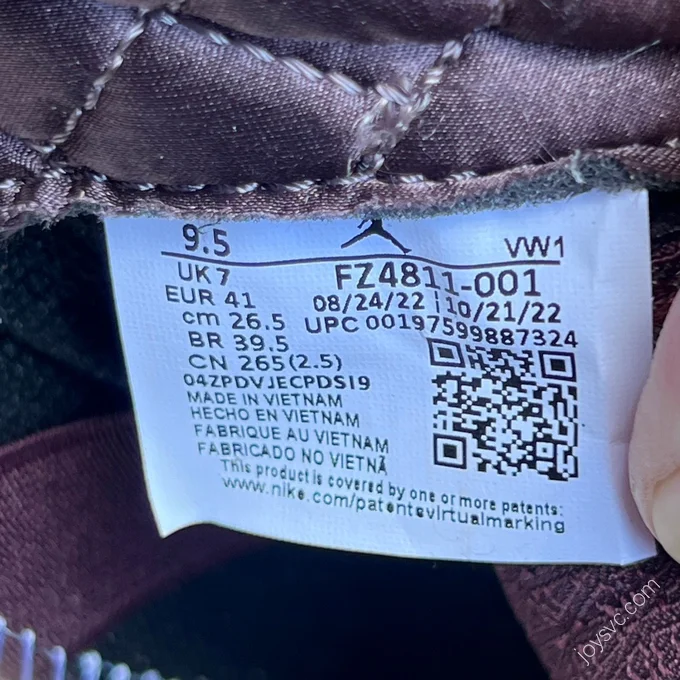 9.5
VW1
UK 7
FZ4811-001
EUR 41
08/24/22 | 10/21/22
cm 26.5
UPC 00197599887324
BR 39.5
CN 265(2.5)
04ZPDVJECPDSI9
MADE IN VIETNAM
HECHO EN VIETNAM
FABRIQUE AU VIETNAM
FABRICADO NO VIETNÃ
This product is covered by one or more patents:
www.nike.com/patentsvirtualmarking
joysvc.com